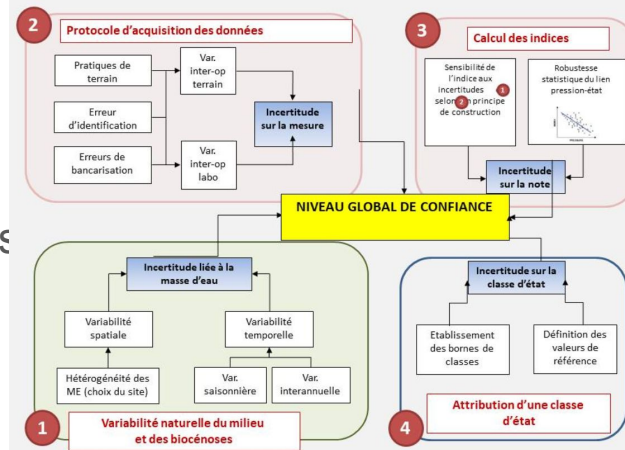 2
Protocole d'acquisition des données
Pratiques de
terrain
Erreur
d'identification
Erreurs de
bancarisation
Var.
inter-op
terrain
Var.
inter-op
labo
Incertitude
sur la mesure
3
Calcul des indices
Sensibilité de
l'indice aux
incertitudes 1
selon 2 principe
de construction
Robustesse
statistique du lien
pression-état
Incertitude
sur la note
NIVEAU GLOBAL DE CONFIANCE
S
Incertitude liée à la
masse d'eau
Variabilité
spatiale
Variabilité
temporelle
Hétérogénéité des
ME (choix du site)
Var.
saisonnière
Var.
interannuelle
1
Variabilité naturelle du milieu
et des biocénoses
Incertitude sur la
classe d'état
Etablissement
des bornes de
classes
Définition des
valeurs de
référence
4
Attribution d'une classe
d'état